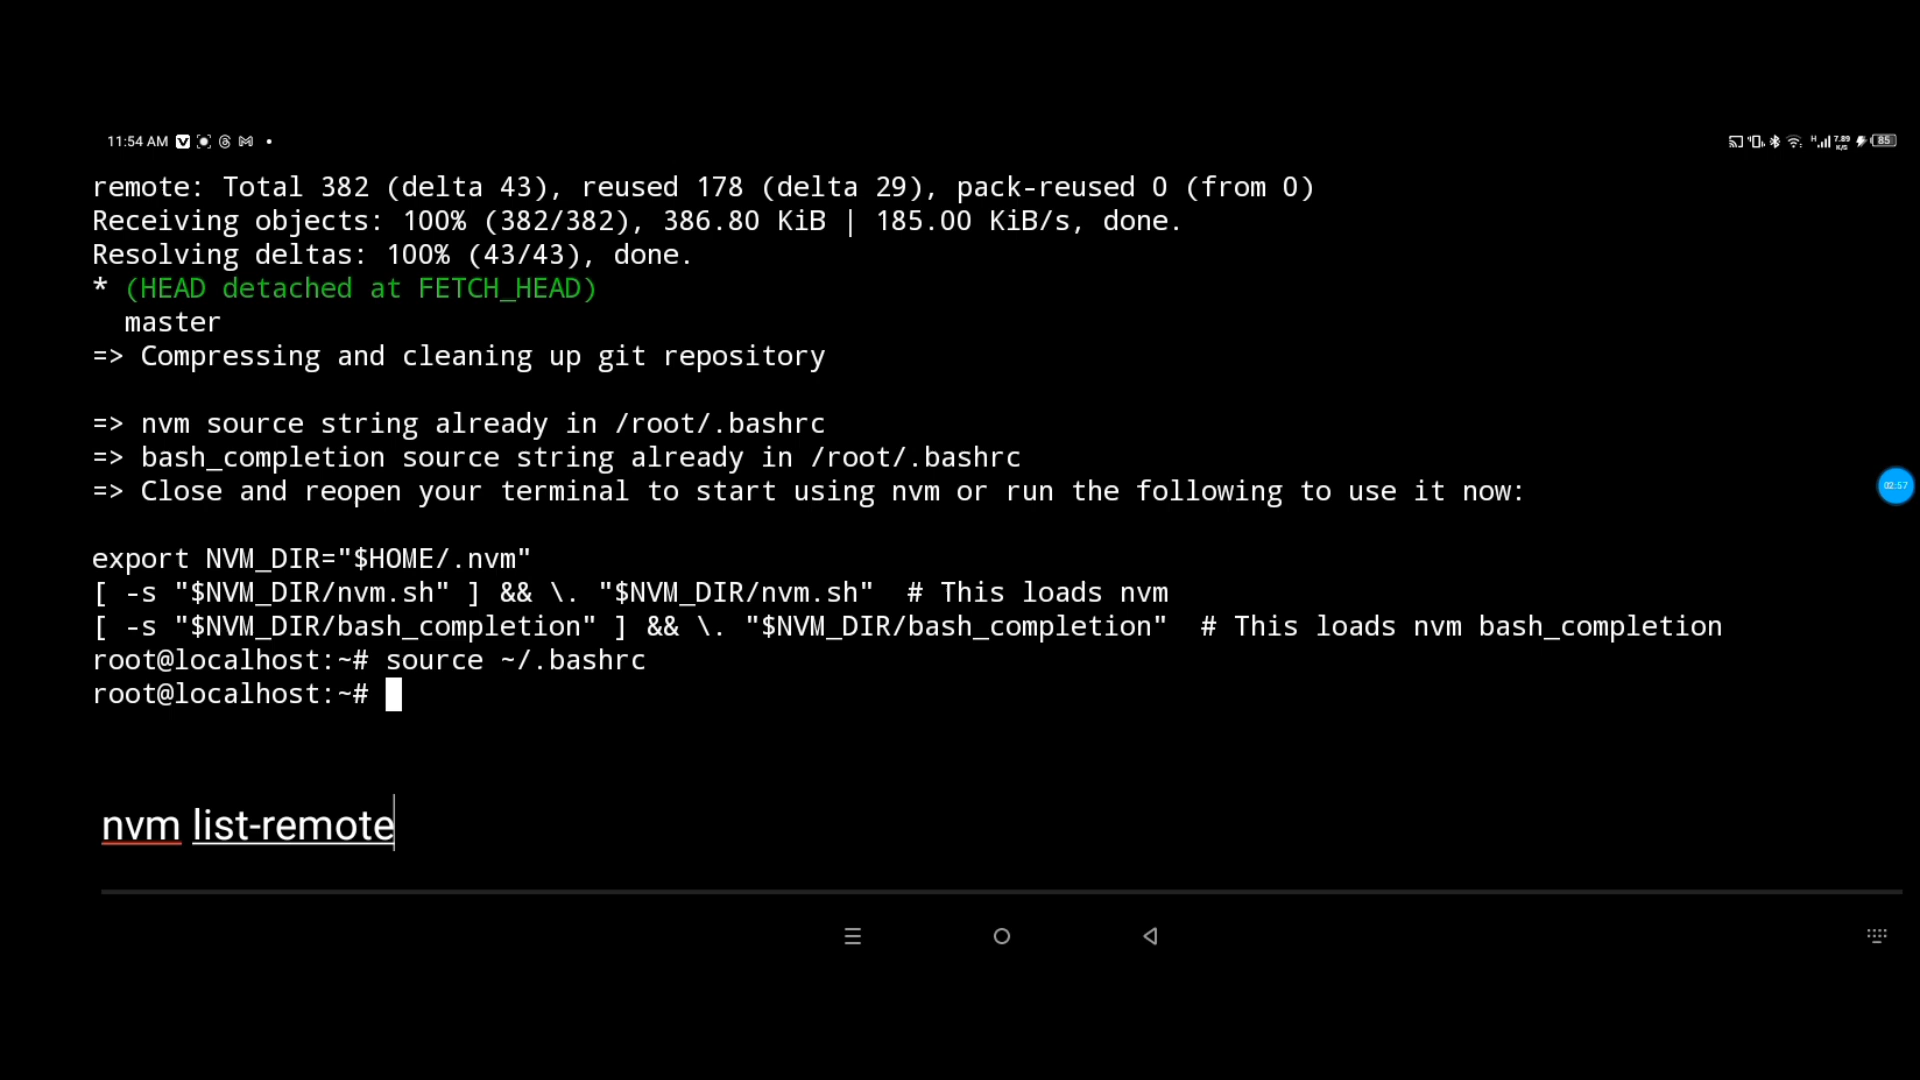 11:54 AM
7.89
K/S
85
remote: Total 382 (delta 43), reused 178 (delta 29), pack-reused 0 (from 0)
Receiving objects: 100% (382/382), 386.80 KiB | 185.00 KiB/s, done.
Resolving deltas: 100% (43/43), done.
* (HEAD detached at FETCH_HEAD)
master
=> Compressing and cleaning up git repository
=> nvm source string already in /root/.bashrc
=> bash_completion source string already in /root/.bashrc
=> Close and reopen your terminal to start using nvm or run the following to use it now:
02:57
export NVM_DIR="$HOME/.nvm"
[ -s "$NVM_DIR/nvm.sh" ] && \. "$NVM_DIR/nvm.sh"  # This loads nvm
[ -s "$NVM_DIR/bash_completion" ] && \. "$NVM_DIR/bash_completion"  # This loads nvm bash_completion
root@localhost:~# source ~/.bashrc
root@localhost:~#
nvm list-remote